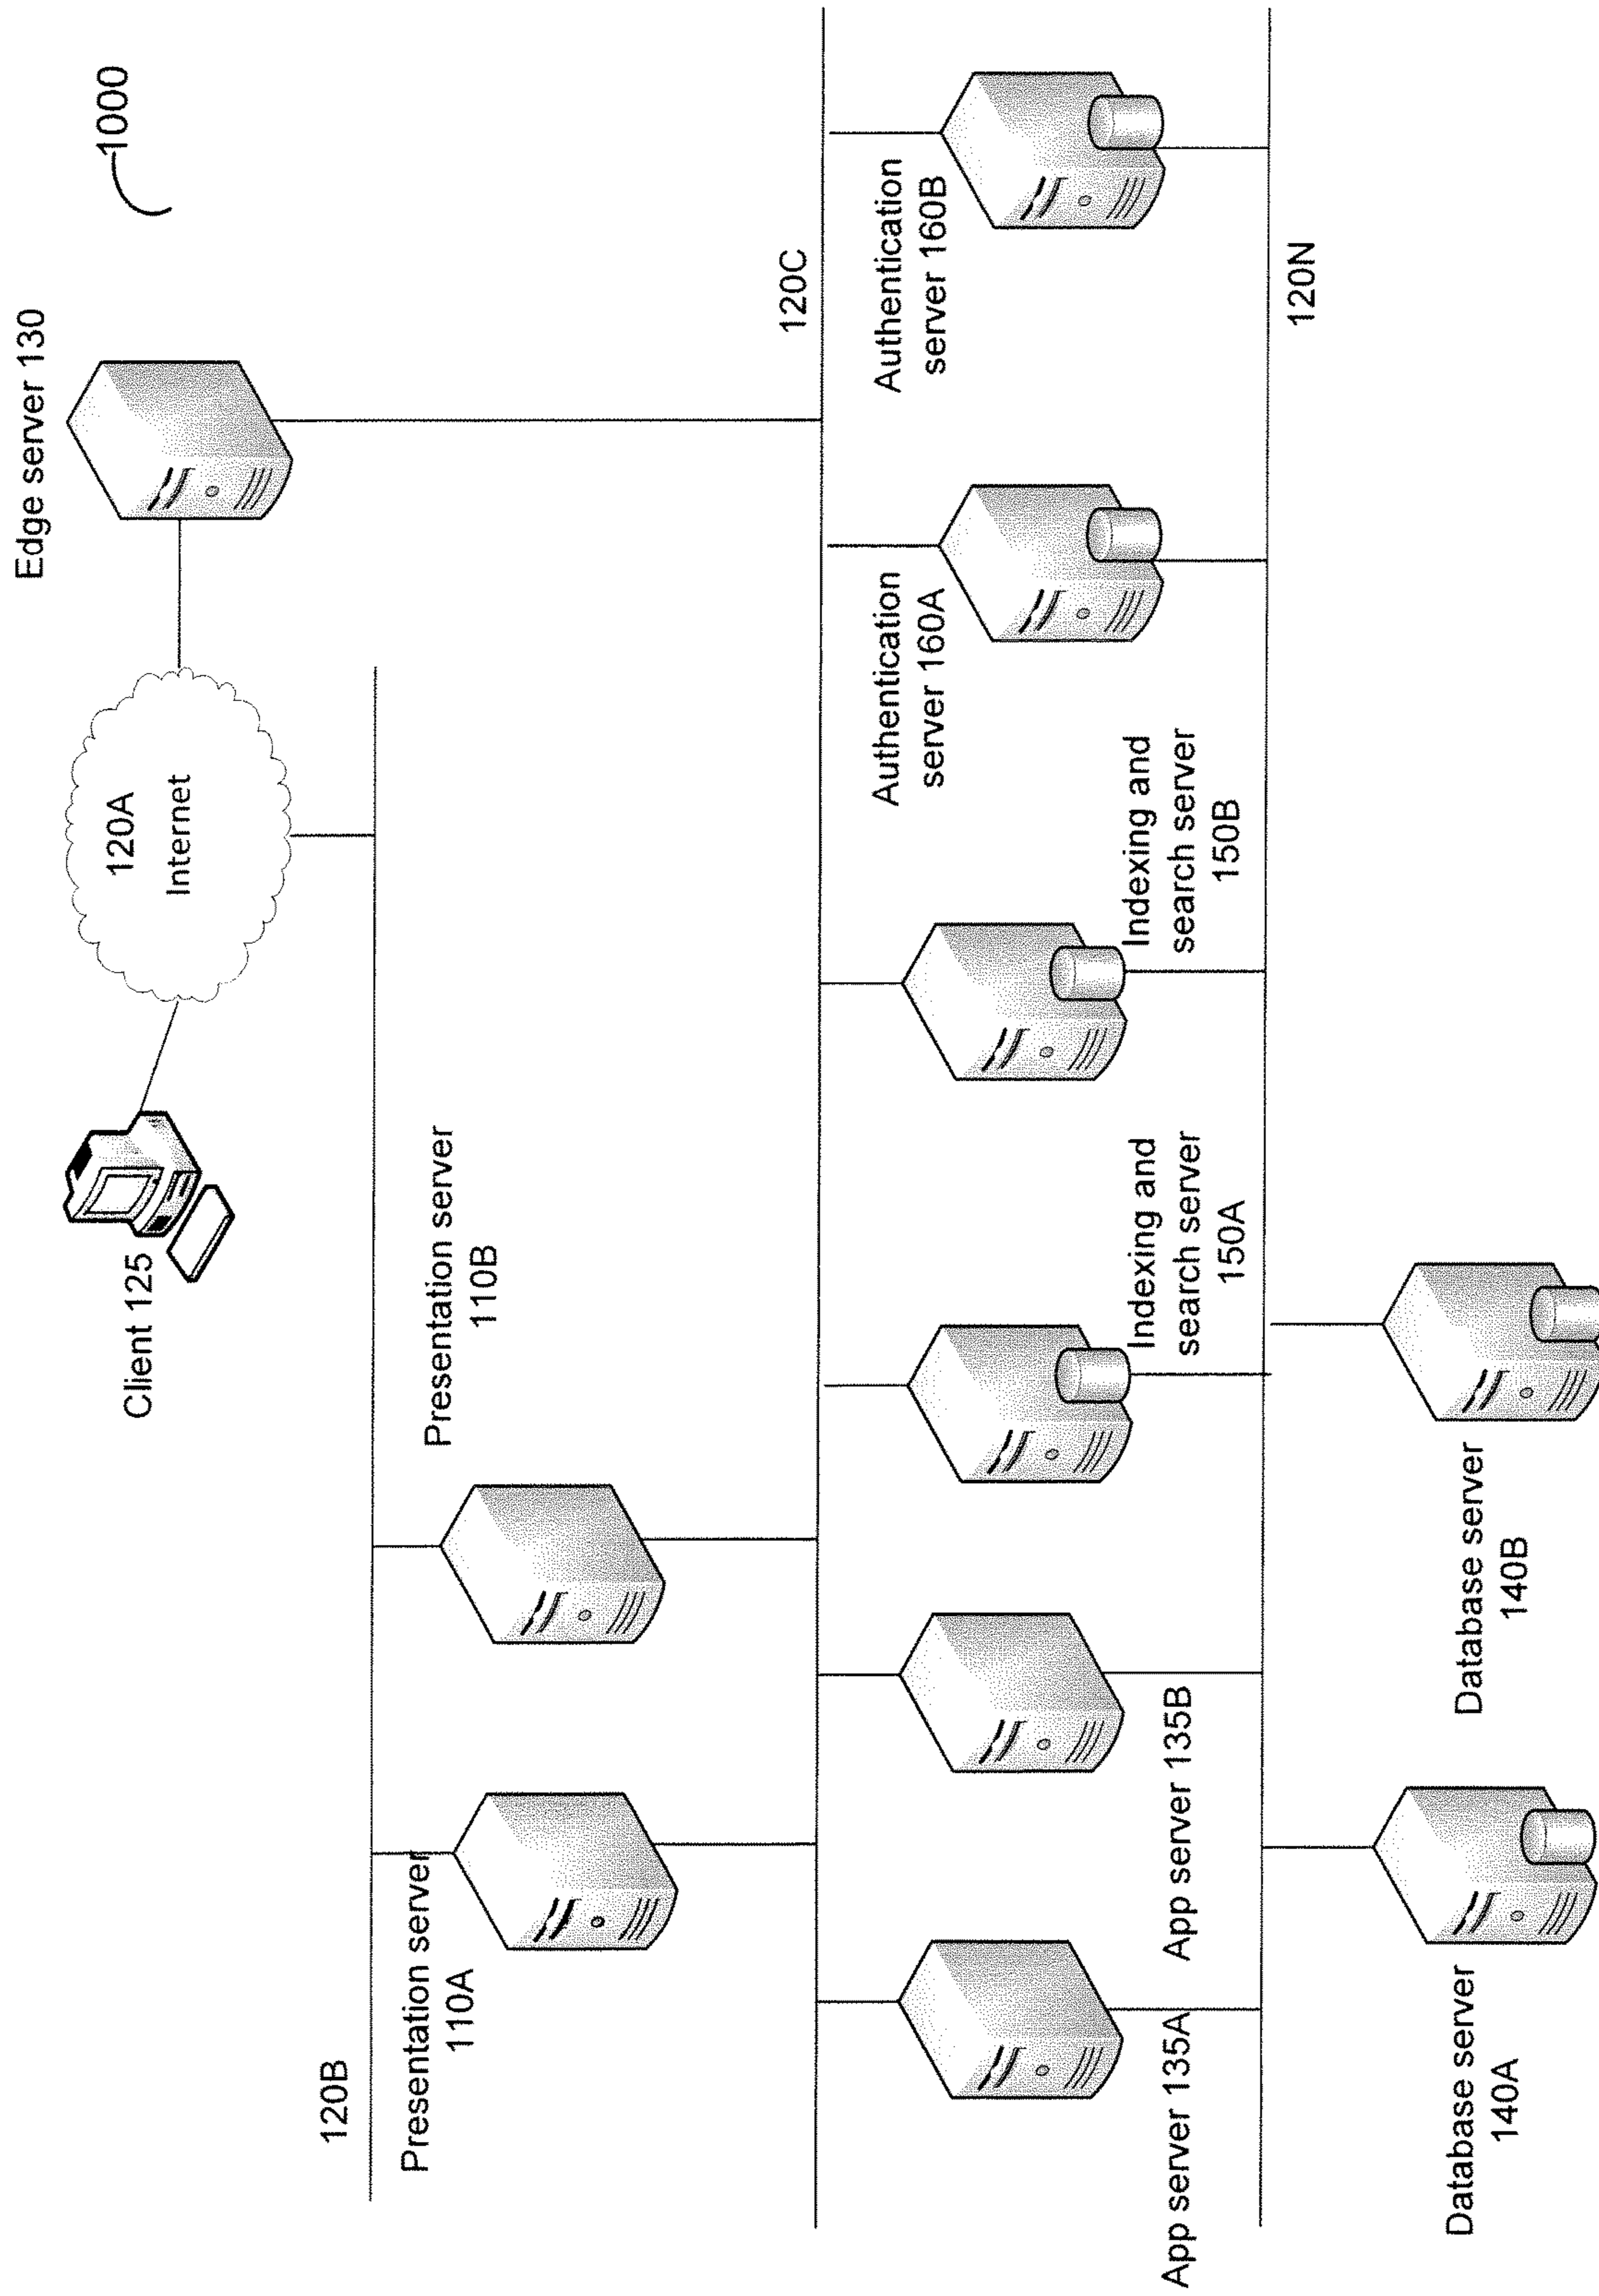 1000
Edge server 130
120A
Internet
Client 125
120B
Presentation server
110A
Presentation server
110B
120C
App server 135A
App server 135B
Indexing and
search server
150A
Indexing and
search server
150B
Authentication
server 160A
Authentication
server 160B
120N
Database server
140A
Database server
140B